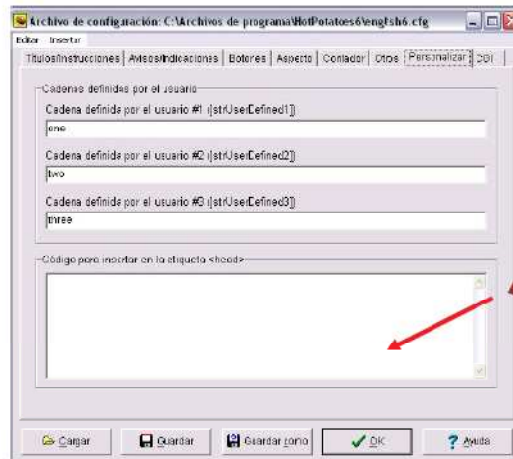 Archivo de configuración: C:\Archivos de programa\HotPotatoes6\english6.cfg
Editar Insertar
Títulos/Instrucciones Avisos/Indicaciones Botones Aspecto Contador Otros Personalizar CGI
Cadenas definidas por el usuario
Cadena definida por el usuario #1 ([strUserDefined1])
one
Cadena definida por el usuario #2 ([strUserDefined2])
two
Cadena definida por el usuario #3 ([strUserDefined3])
three
Código para insertar en la etiqueta <head>
Cargar Guardar Guardar como OK Ayuda